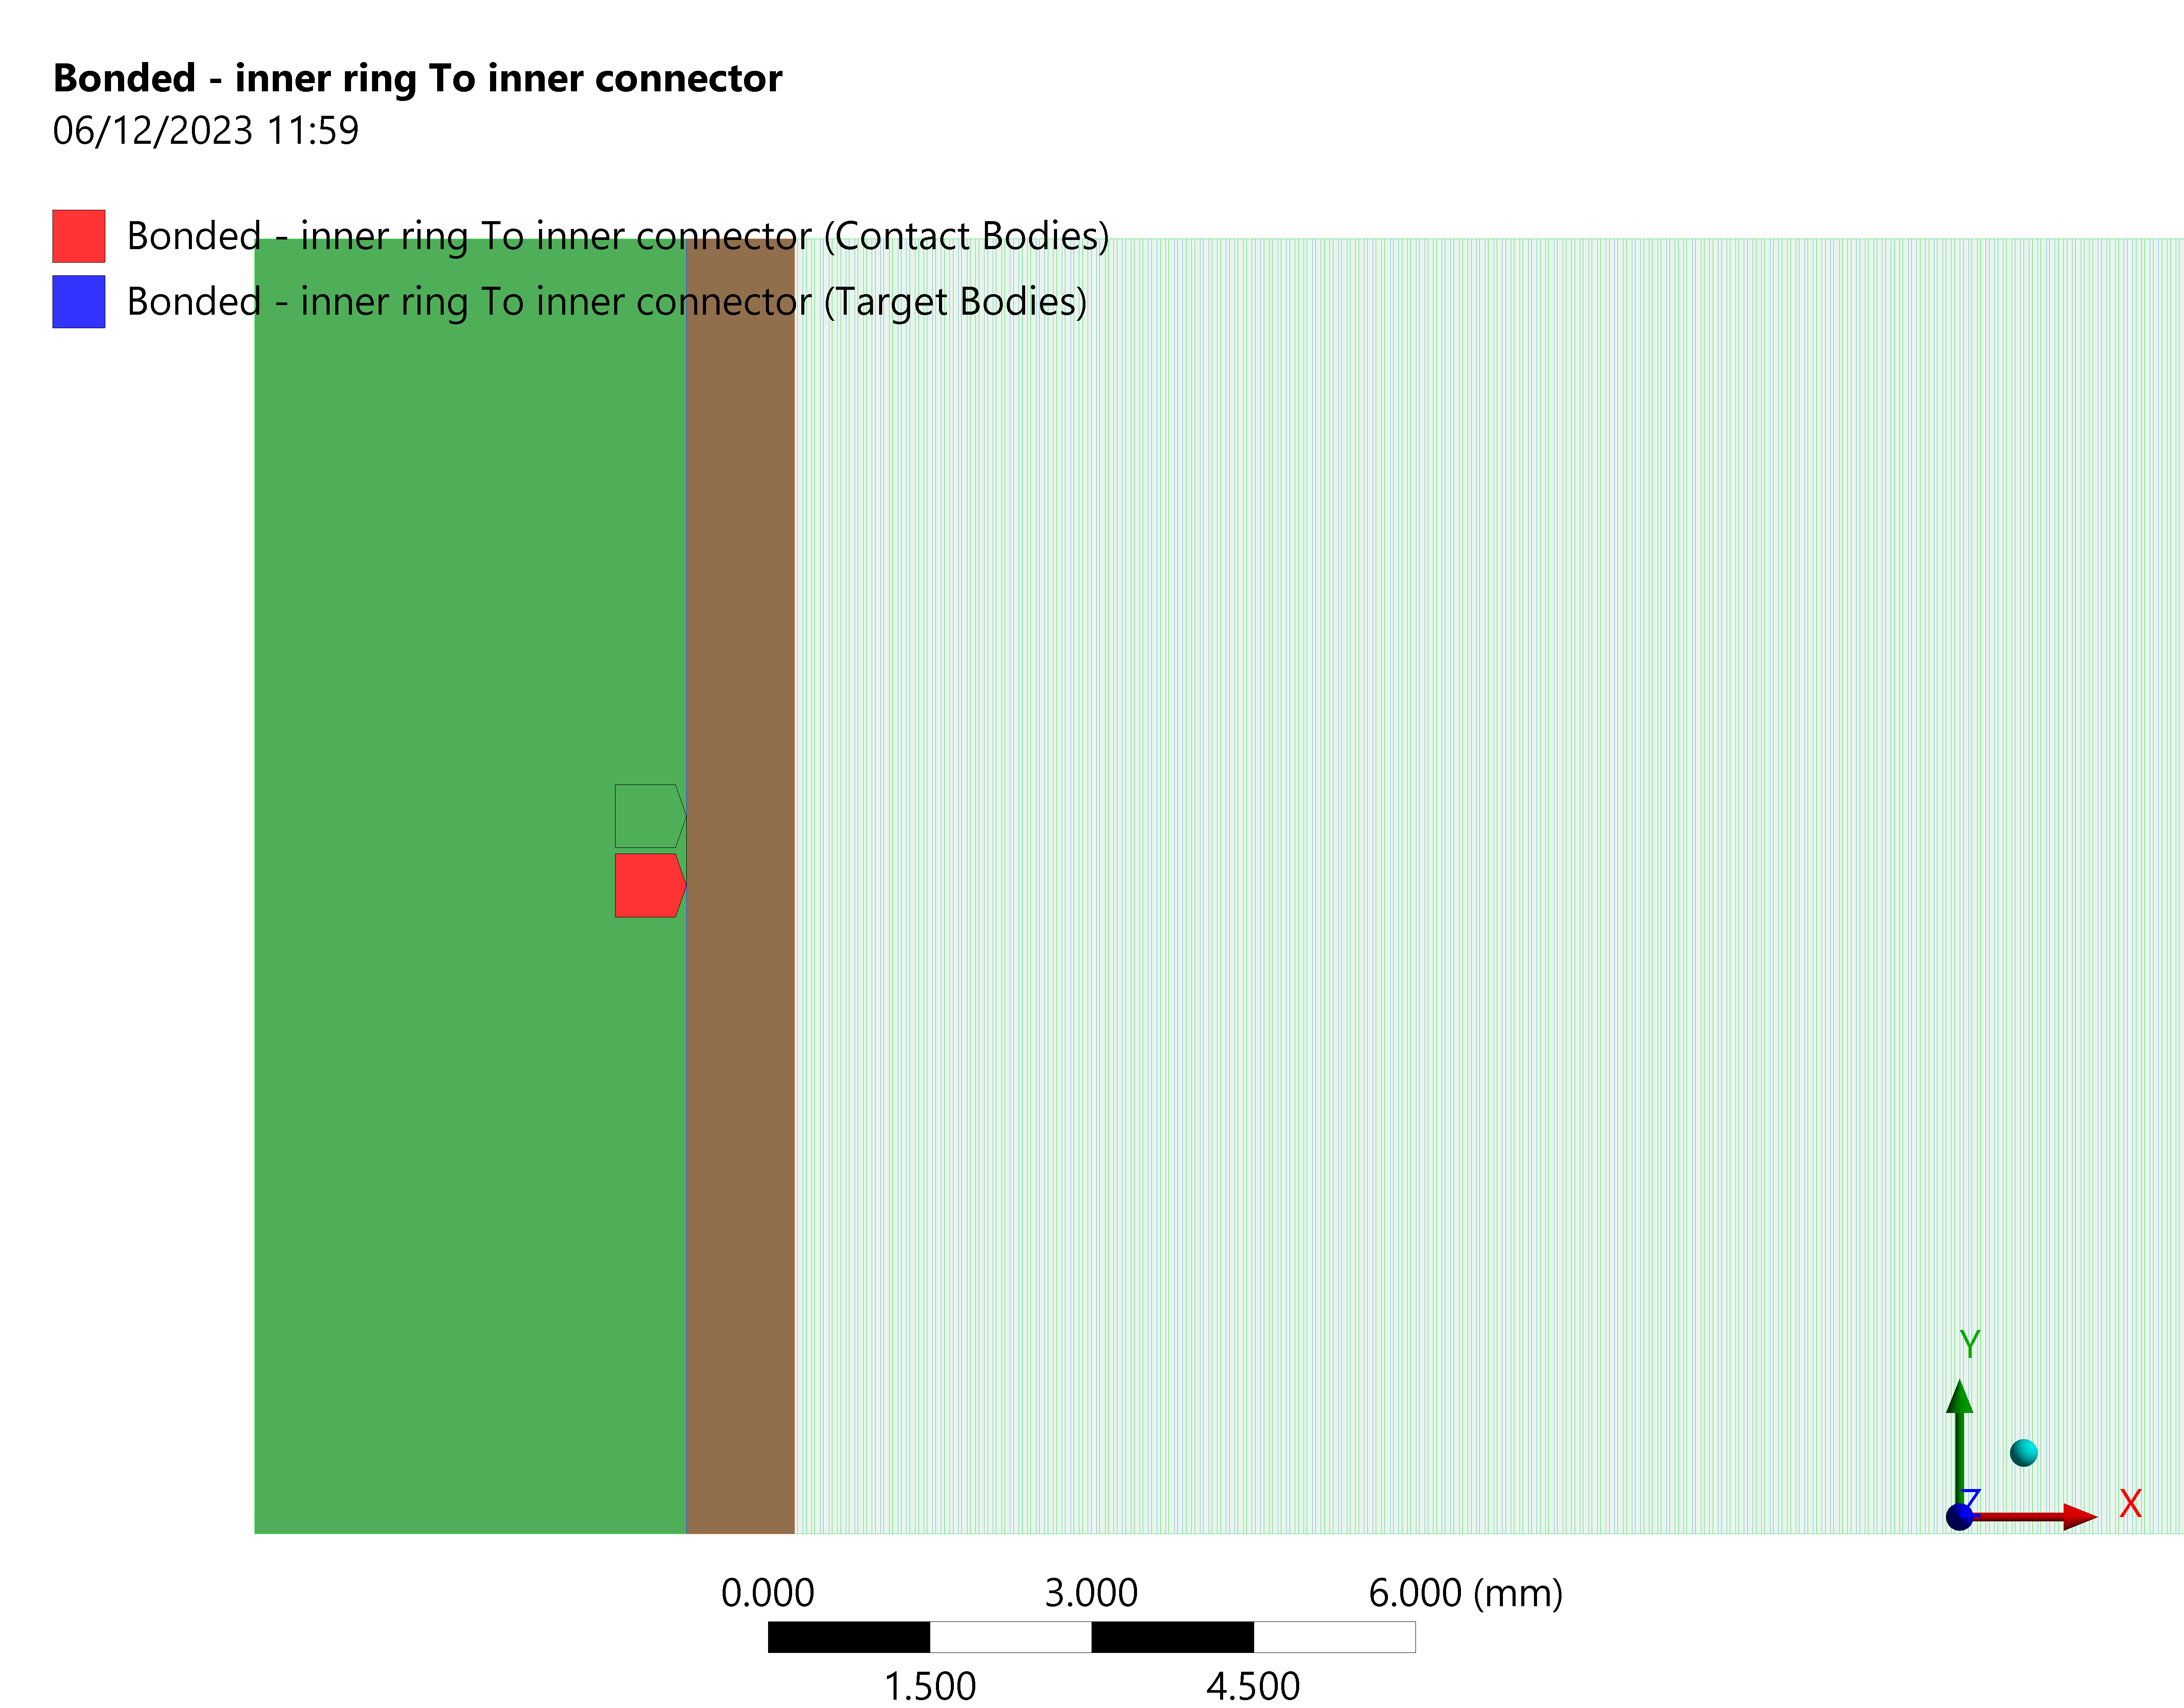 Bonded - inner ring To inner connector
06/12/2023 11:59
Bonded - inner ring To inner connector (Contact Bodies)
Bonded - inner ring To inner connector (Target Bodies)
Y
Z
X
0.000 3.000 6.000 (mm)
1.500 4.500